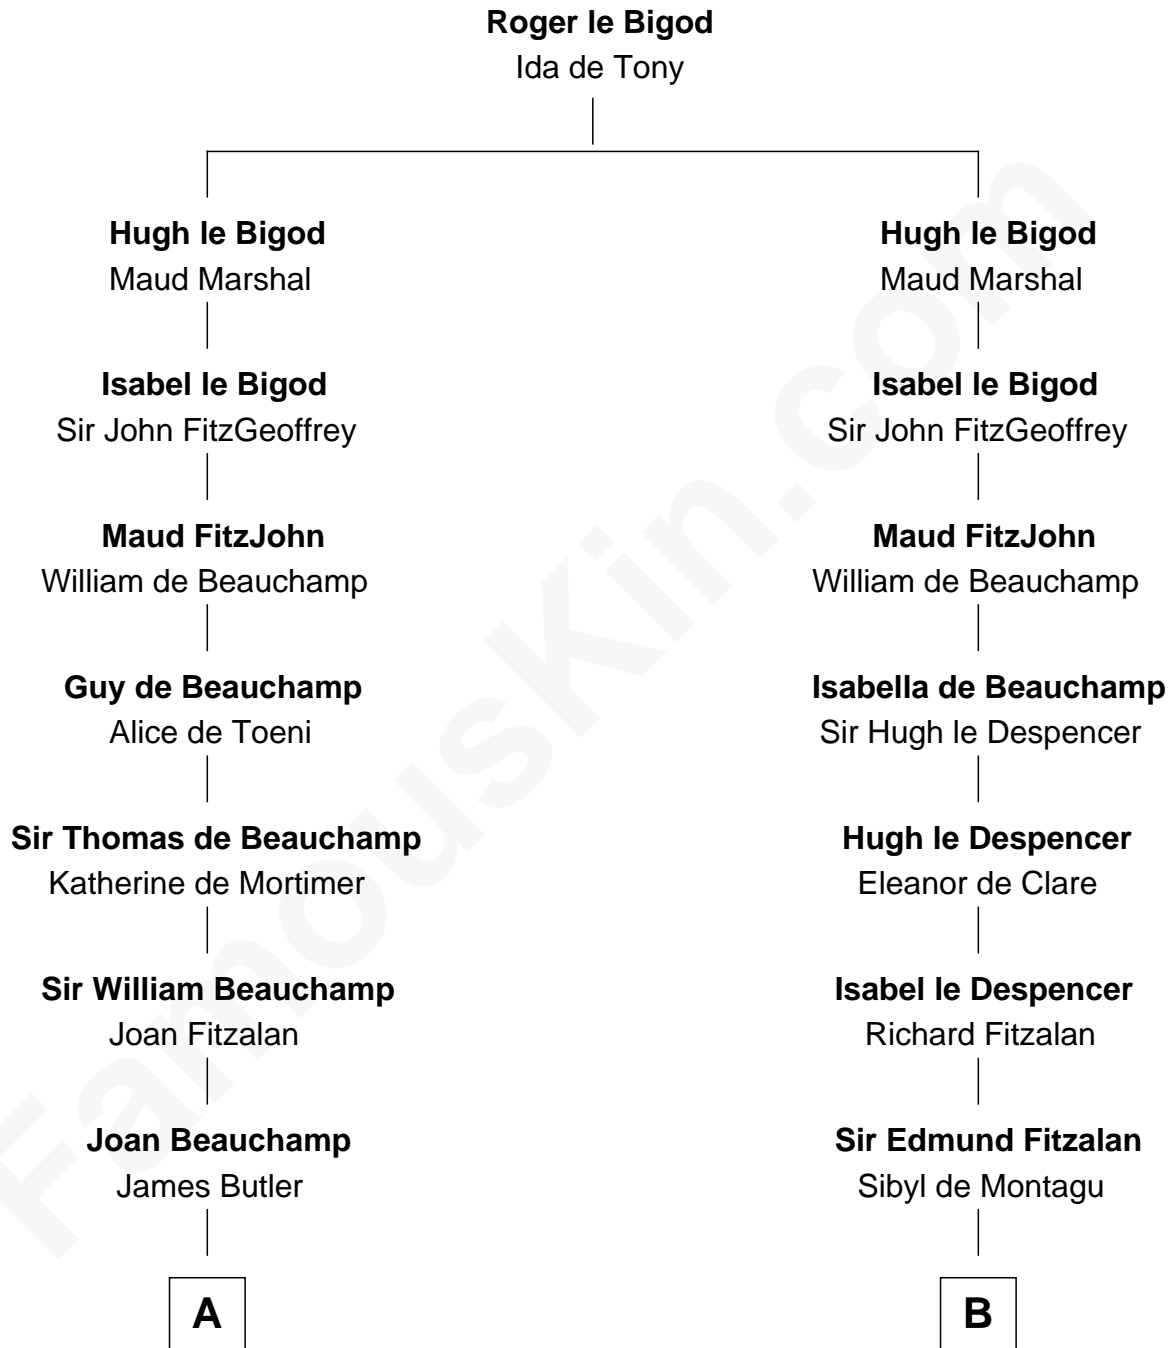 Roger le Bigod
Ida de Tony
Hugh le Bigod
Maud Marshal
Hugh le Bigod
Maud Marshal
Isabel le Bigod
Sir John FitzGeoffrey
Isabel le Bigod
Sir John FitzGeoffrey
Maud FitzJohn
William de Beauchamp
Maud FitzJohn
William de Beauchamp
Guy de Beauchamp
Alice de Toeni
Isabella de Beauchamp
Sir Hugh le Despencer
Sir Thomas de Beauchamp
Katherine de Mortimer
Hugh le Despencer
Eleanor de Clare
Sir William Beauchamp
Joan Fitzalan
Isabel le Despencer
Richard Fitzalan
Joan Beauchamp
James Butler
Sir Edmund Fitzalan
Sibyl de Montagu
A
B
FamousKin.com